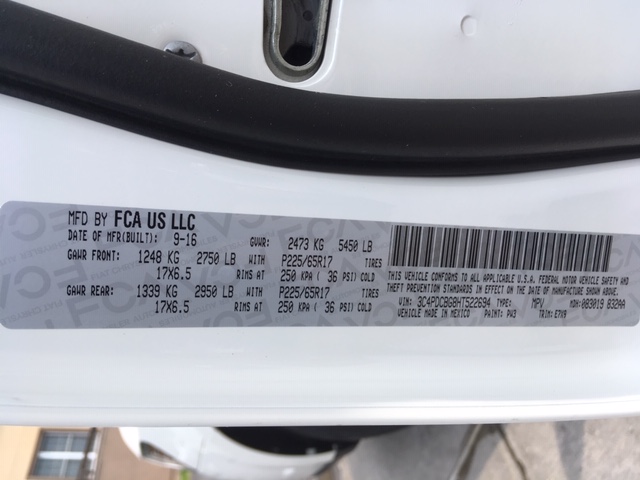 MFD BY FCA US LLC
DATE OF MFR(BUILT): 9-16 GVWR: 2473 KG 5450 LB
GAWR FRONT: 1248 KG 2750 LB WITH P225/65R17 TIRES
17X6.5 RIMS AT 250 KPA ( 36 PSI) COLD
GAWR REAR: 1339 KG 2950 LB WITH P225/65R17 TIRES
17X6.5 RIMS AT 250 KPA ( 36 PSI) COLD
THIS VEHICLE CONFORMS TO ALL APPLICABLE U.S.A. FEDERAL MOTOR VEHICLE SAFETY AND
THEFT PREVENTION STANDARDS IN EFFECT ON THE DATE OF MANUFACTURE SHOWN ABOVE.
VIN: 3C4PDCBG8HT522694 TYPE: MPV MDH: 083019 832AA
VEHICLE MADE IN MEXICO PAINT: PW3 TRIM: E7X9